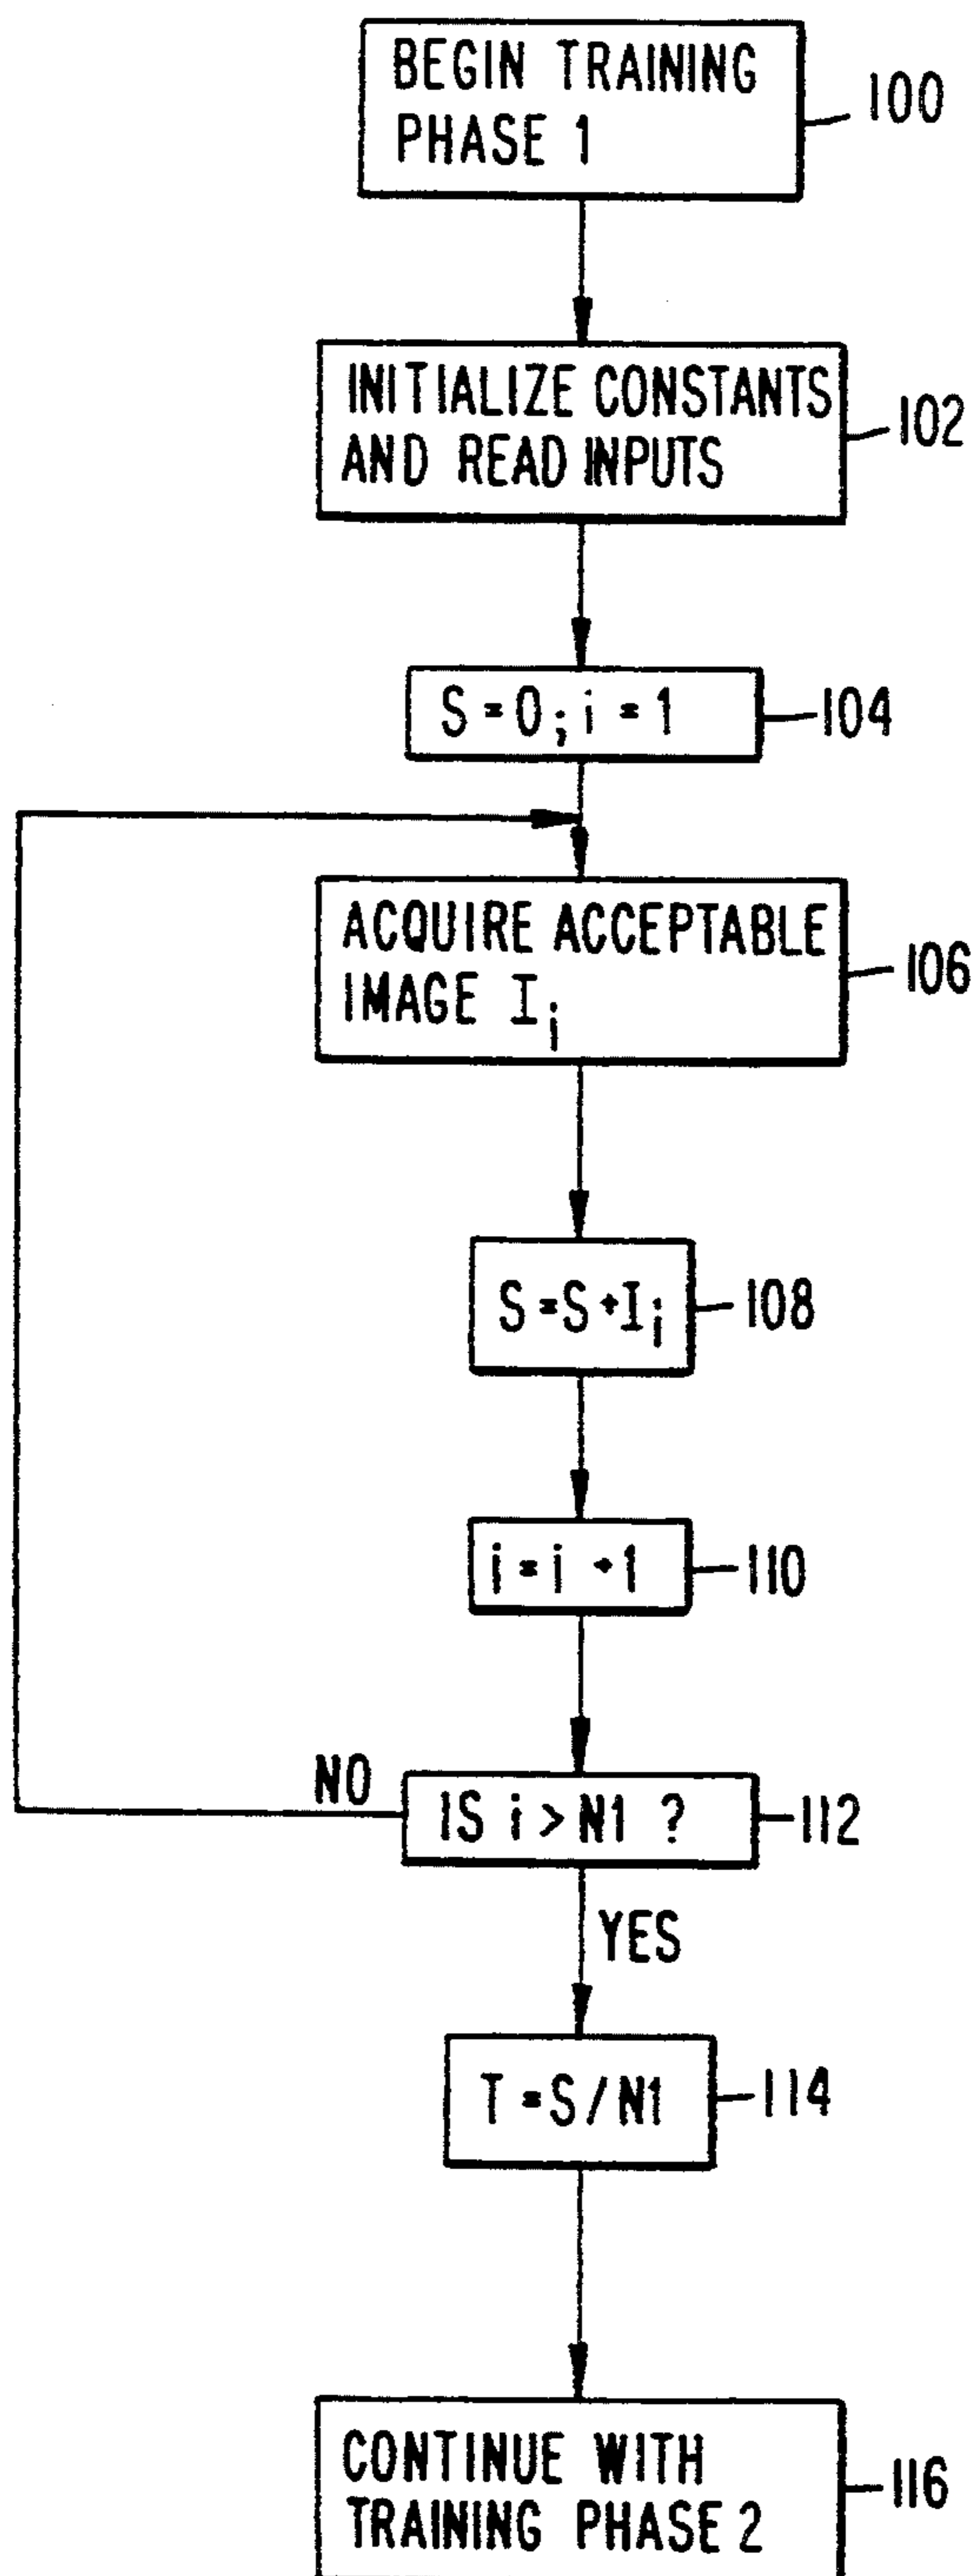 BEGIN TRAINING
PHASE 1
100
INITIALIZE CONSTANTS
AND READ INPUTS
102
S = 0 ; i = 1
104
ACQUIRE ACCEPTABLE
IMAGE I_i
106
S = S + I_i
108
i = i + 1
110
NO
IS i > N1 ?
112
YES
T = S / N1
114
CONTINUE WITH
TRAINING PHASE 2
116